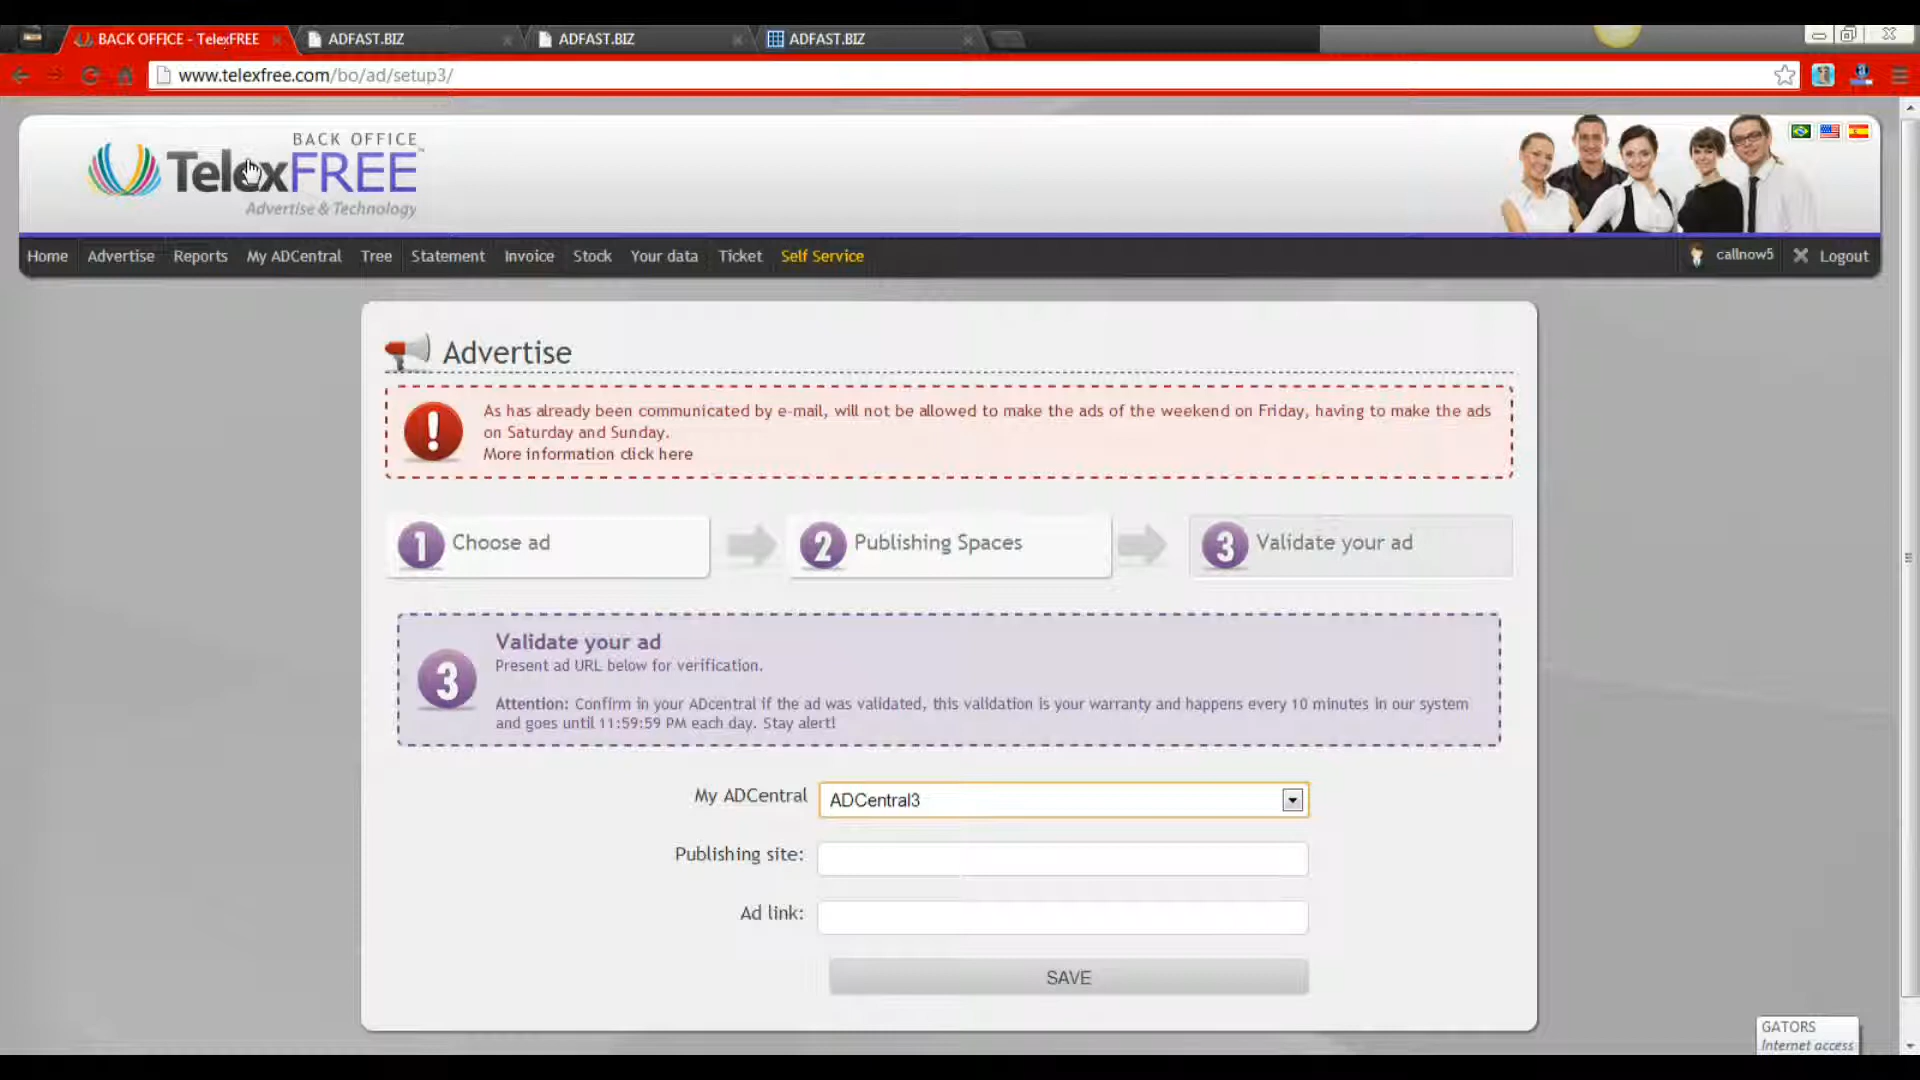 BACK OFFICE - TelexFREE
ADFAST.BIZ
ADFAST.BIZ
ADFAST.BIZ
www.telexfree.com/bo/ad/setup3/
BACK OFFICE
TelexFREE
Advertise & Technology
Home Advertise Reports My ADCentral Tree Statement Invoice Stock Your data Ticket Self Service callnow5 Logout
Advertise
As has already been communicated by e-mail, will not be allowed to make the ads of the weekend on Friday, having to make the ads
on Saturday and Sunday.
More information click here
1 Choose ad
2 Publishing Spaces
3 Validate your ad
3
Validate your ad
Present ad URL below for verification.
Attention: Confirm in your ADcentral if the ad was validated, this validation is your warranty and happens every 10 minutes in our system
and goes until 11:59:59 PM each day. Stay alert!
My ADCentral ADCentral3
Publishing site:
Ad link:
SAVE
GATORS
Internet access